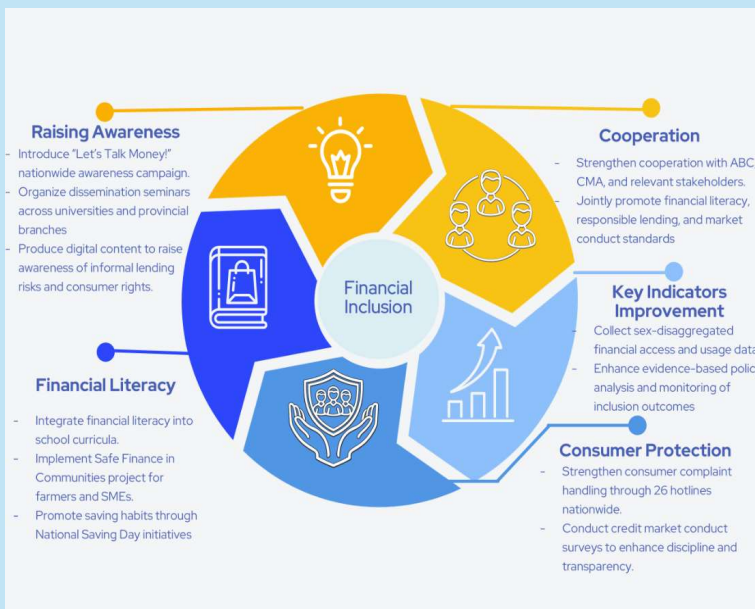 Raising Awareness
- Introduce "Let's Talk Money!"
nationwide awareness campaign.
- Organize dissemination seminars
across universities and provincial
branches
- Produce digital content to raise
awareness of informal lending
risks and consumer rights.
Financial Literacy
- Integrate financial literacy into
school curricula.
- Implement Safe Finance in
Communities project for
farmers and SMEs.
- Promote saving habits through
National Saving Day initiatives
Financial
Inclusion
Cooperation
- Strengthen cooperation with ABC,
CMA, and relevant stakeholders.
- Jointly promote financial literacy,
responsible lending, and market
conduct standards
Key Indicators
Improvement
- Collect sex-disaggregated
financial access and usage data
- Enhance evidence-based
analysis and monitoring of
inclusion outcomes
Consumer Protection
- Strengthen consumer complaint
handling through 26 hotlines
nationwide.
- Conduct credit market conduct
surveys to enhance discipline and
transparency.